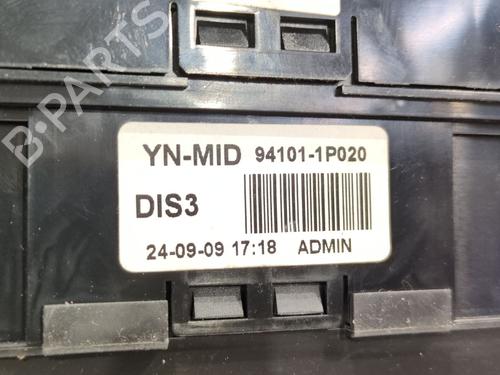 YN-MID 94101-1P020
DIS3
24-09-09 17:18 ADMIN
B-PARTS